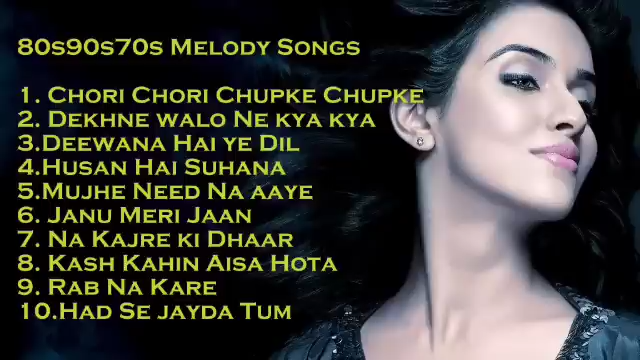 80s90s70s Melody Songs
1. Chori Chori Chupke Chupke
2. Dekhne walo Ne kya kya
3.Deewana Hai ye Dil
4.Husan Hai Suhana
5.Mujhe Need Na aaye
6. Janu Meri Jaan
7. Na Kajre ki Dhaar
8. Kash Kahin Aisa Hota
9. Rab Na Kare
10.Had Se jayda Tum